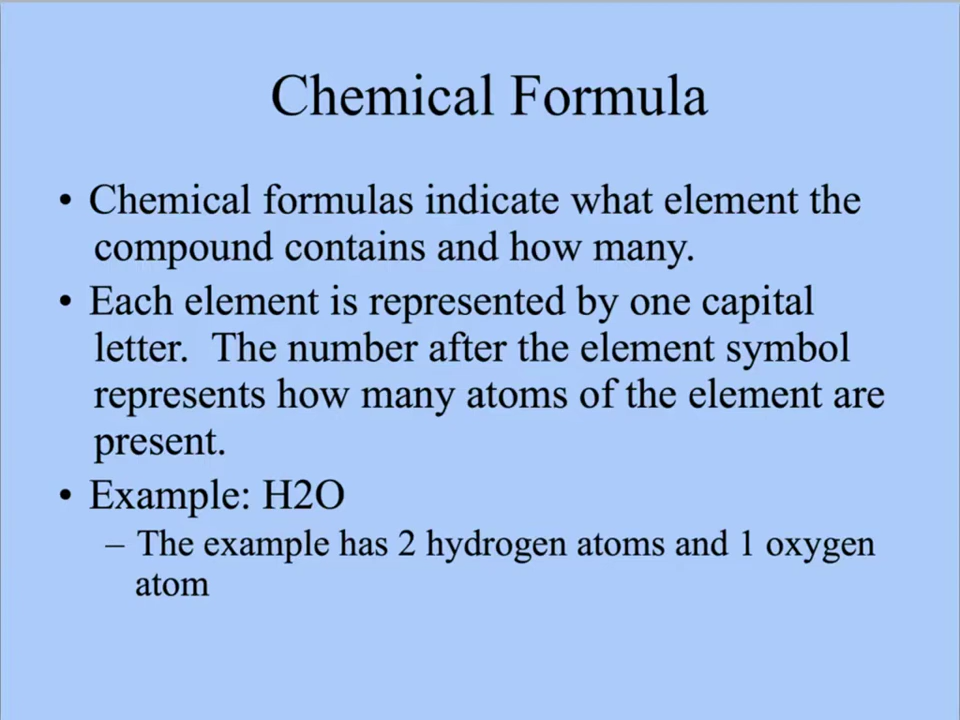 Chemical Formula
• Chemical formulas indicate what element the
compound contains and how many.
• Each element is represented by one capital
letter.  The number after the element symbol
represents how many atoms of the element are
present.
• Example: H2O
– The example has 2 hydrogen atoms and 1 oxygen
atom